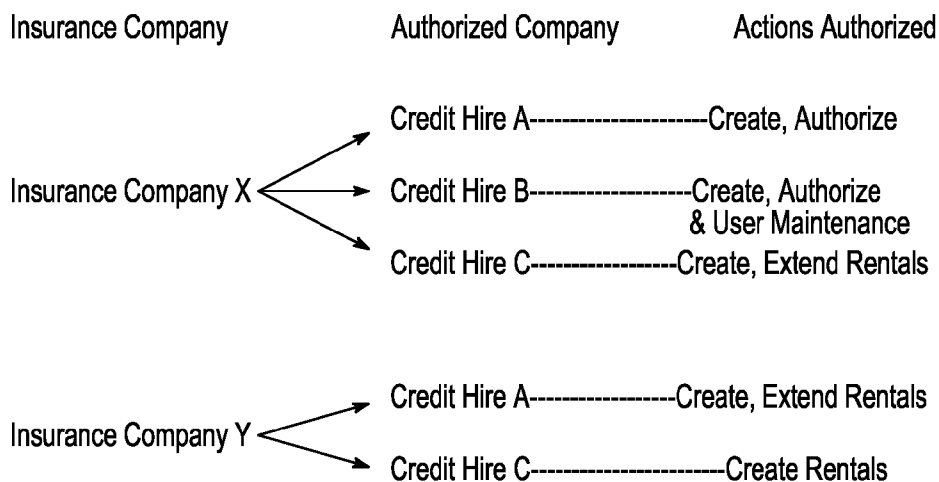 Insurance Company Authorized Company Actions Authorized
Credit Hire A----------------------Create, Authorize
Insurance Company X Credit Hire B--------------------Create, Authorize
& User Maintenance
Credit Hire C------------------Create, Extend Rentals
Credit Hire A------------------Create, Extend Rentals
Insurance Company Y
Credit Hire C------------------------Create Rentals